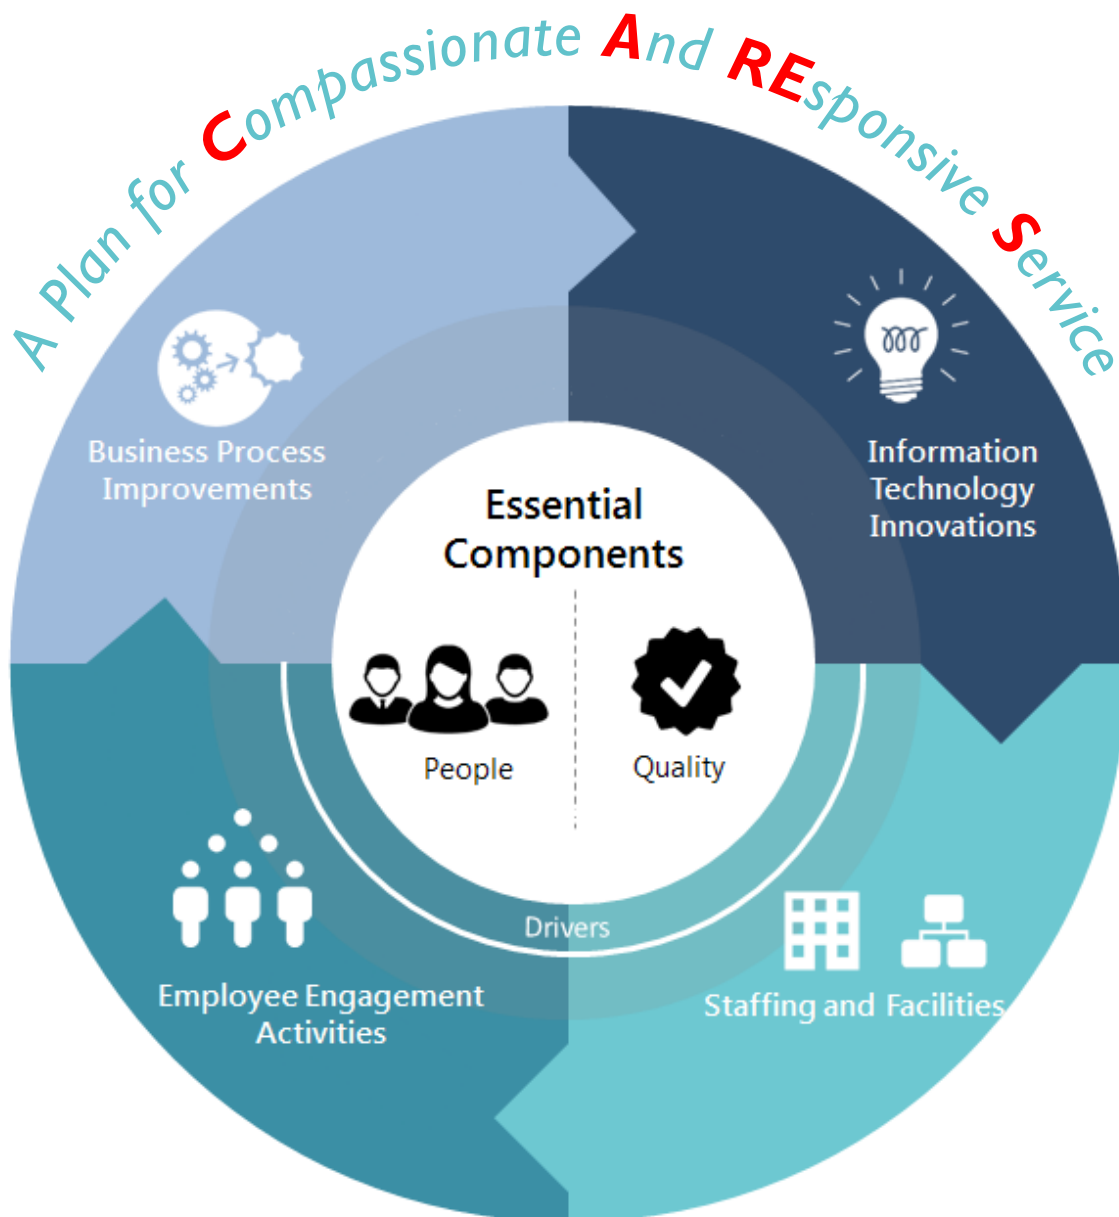 A Plan for Compassionate And REsponsive Service
Business Process
Improvements
Information
Technology
Innovations
Essential
Components
People
Quality
Drivers
Employee Engagement
Activities
Staffing and Facilities